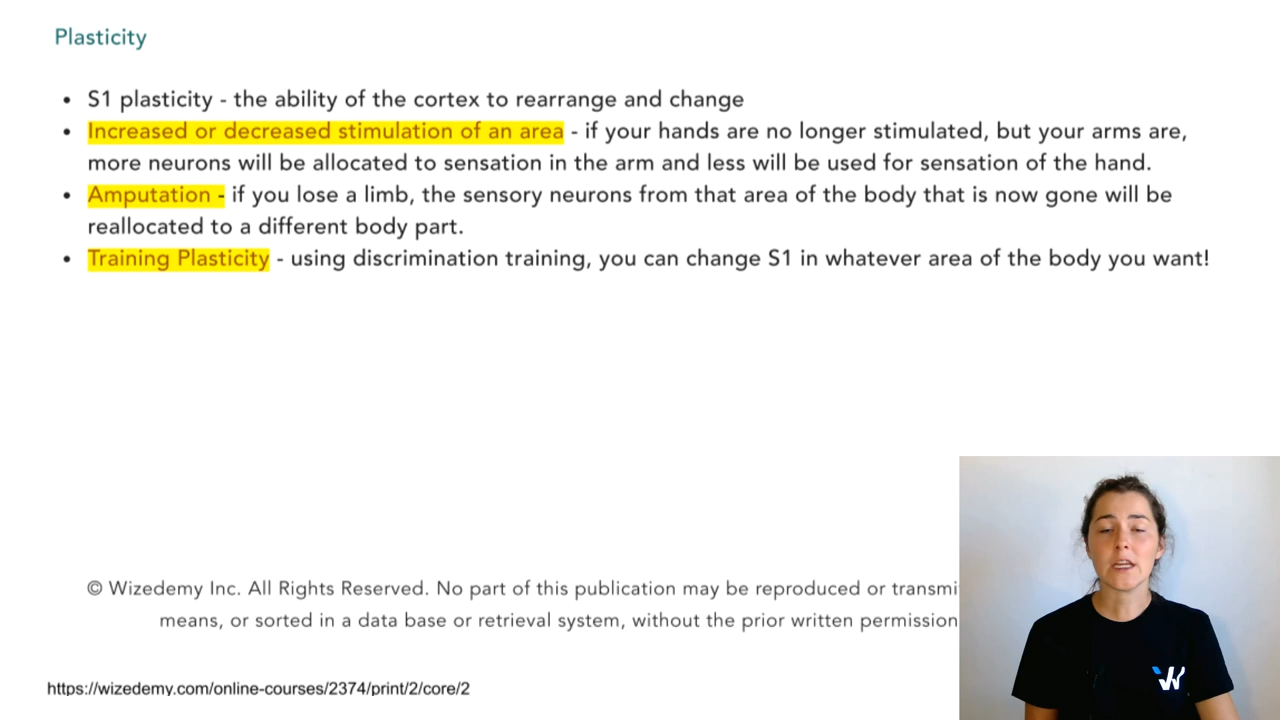 Plasticity
• S1 plasticity - the ability of the cortex to rearrange and change
• Increased or decreased stimulation of an area - if your hands are no longer stimulated, but your arms are,
more neurons will be allocated to sensation in the arm and less will be used for sensation of the hand.
• Amputation - if you lose a limb, the sensory neurons from that area of the body that is now gone will be
reallocated to a different body part.
• Training Plasticity - using discrimination training, you can change S1 in whatever area of the body you want!
© Wizedemy Inc. All Rights Reserved. No part of this publication may be reproduced or transmi
means, or sorted in a data base or retrieval system, without the prior written permission
https://wizedemy.com/online-courses/2374/print/2/core/2
W